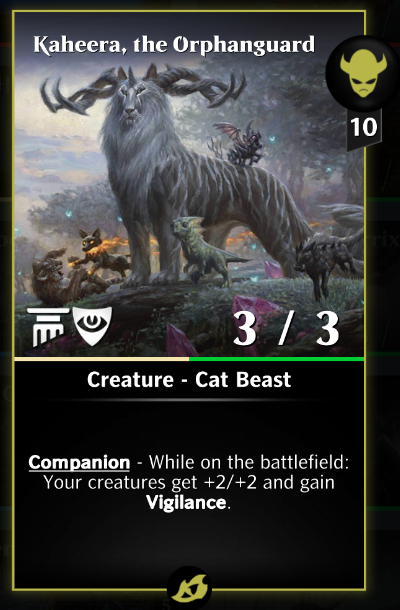 Kaheera, the Orphanguard
10
3 / 3
Creature - Cat Beast
Companion - While on the battlefield:
Your creatures get +2/+2 and gain
Vigilance.